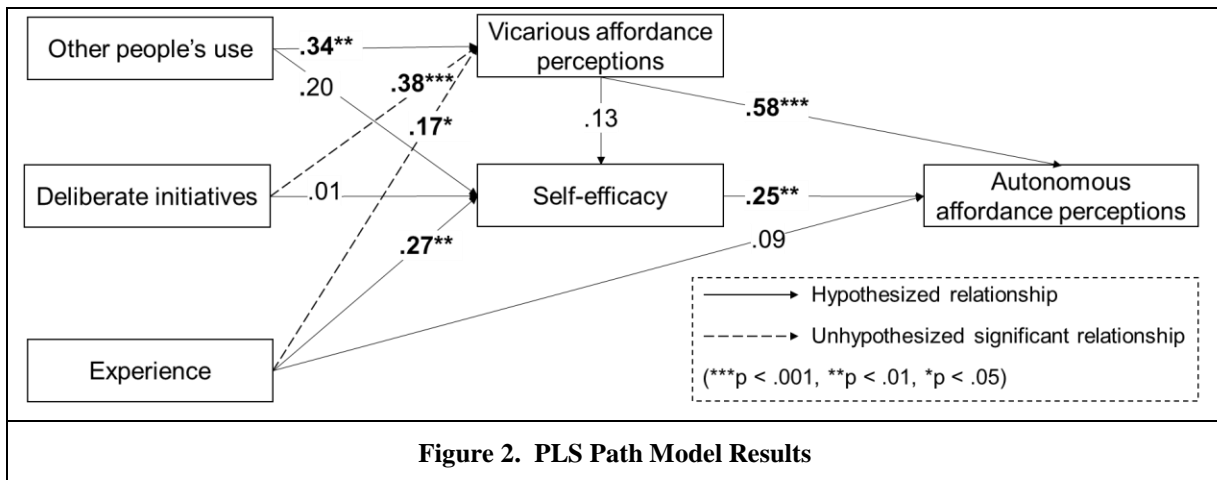 Other people's use
.34**
Vicarious affordance
perceptions
.20
.38***
.17*
.13
.58***
Deliberate initiatives
.01
Self-efficacy
.25**
Autonomous
affordance perceptions
.27**
.09
Experience
Hypothesized relationship
Unhypothesized significant relationship
(***p < .001, **p < .01, *p < .05)
Figure 2. PLS Path Model Results